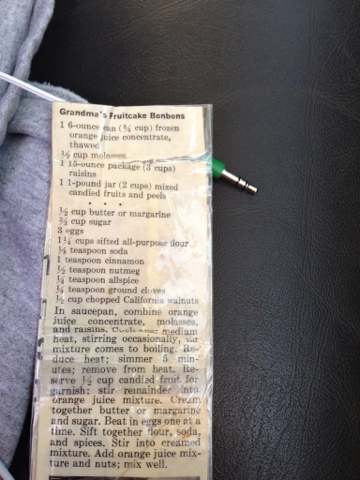 Grandma's Fruitcake Bonbons
1 6-ounce can (¾ cup) frozen
orange juice concentrate,
thawed
½ cup molasses
1 15-ounce package (3 cups)
raisins
1 1-pound jar (2 cups) mixed
candied fruits and peels
• • •
½ cup butter or margarine
⅔ cup sugar
3 eggs
1¼ cups sifted all-purpose flour
⅛ teaspoon soda
1 teaspoon cinnamon
½ teaspoon nutmeg
¼ teaspoon allspice
¼ teaspoon ground cloves
½ cup chopped California walnuts
In saucepan, combine orange
juice concentrate, molasses,
and raisins. Cook over medium
heat, stirring occasionally, till
mixture comes to boiling. Re-
duce heat; simmer 5 min-
utes; remove from heat. Re-
serve ½ cup candied fruit for
garnish; stir remainder into
orange juice mixture. Cream
together butter or margarine
and sugar. Beat in eggs one at a
time. Sift together flour, soda,
and spices. Stir into creamed
mixture. Add orange juice mix-
ture and nuts; mix well.